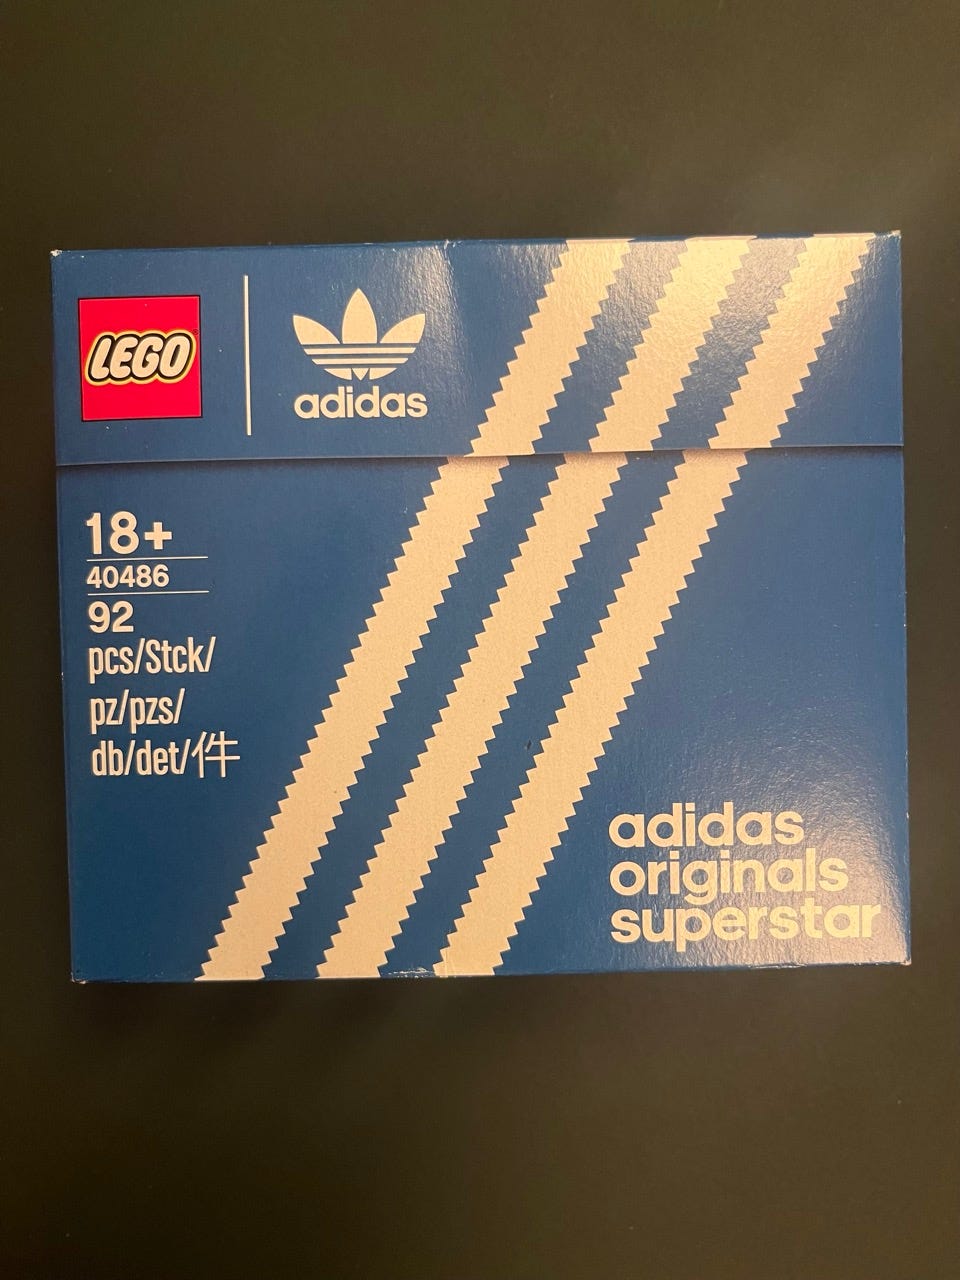 LEGO
adidas
18+
40486
92
pcs/Stck/
pz/pzs/
db/det/件
adidas
originals
superstar